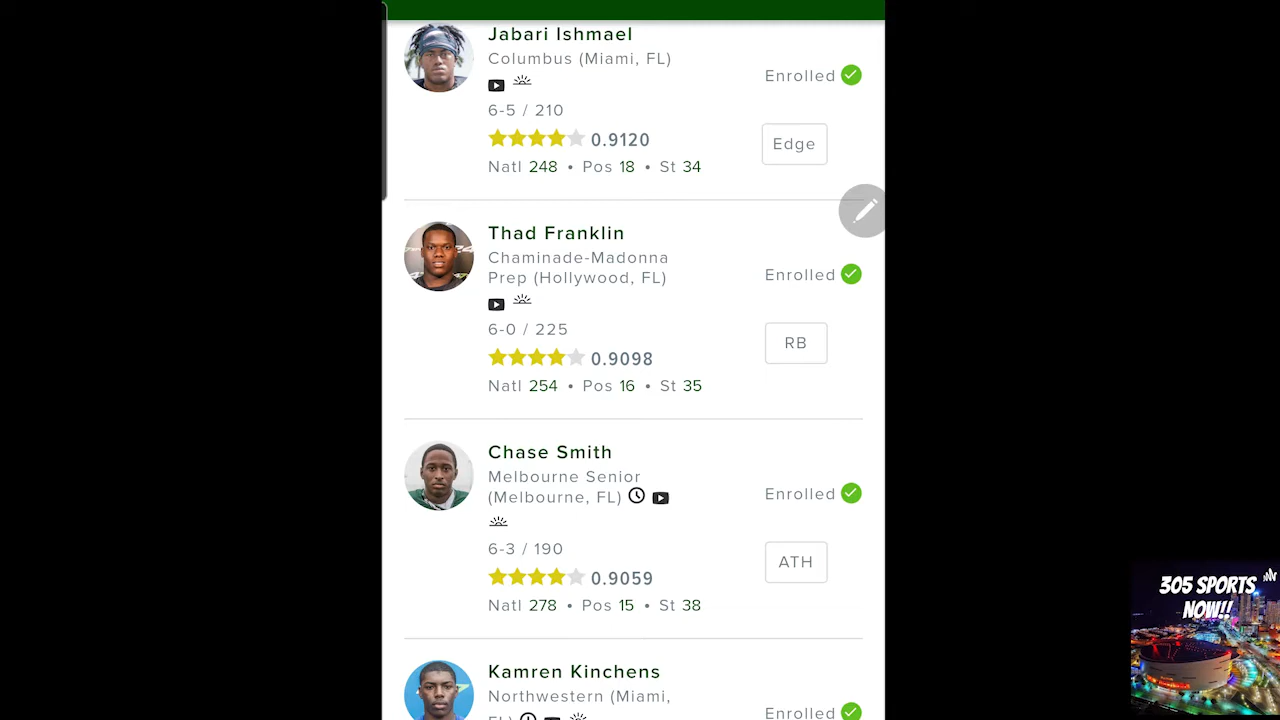 Jabari Ishmael
Columbus (Miami, FL)
Enrolled
6-5 / 210
0.9120
Edge
Natl 248 • Pos 18 • St 34
Thad Franklin
Chaminade-Madonna
Prep (Hollywood, FL)
Enrolled
6-0 / 225
0.9098
RB
Natl 254 • Pos 16 • St 35
Chase Smith
Melbourne Senior
(Melbourne, FL)
Enrolled
6-3 / 190
0.9059
ATH
Natl 278 • Pos 15 • St 38
Kamren Kinchens
Northwestern (Miami,
FL)
Enrolled
305 SPORTS
NOW!!